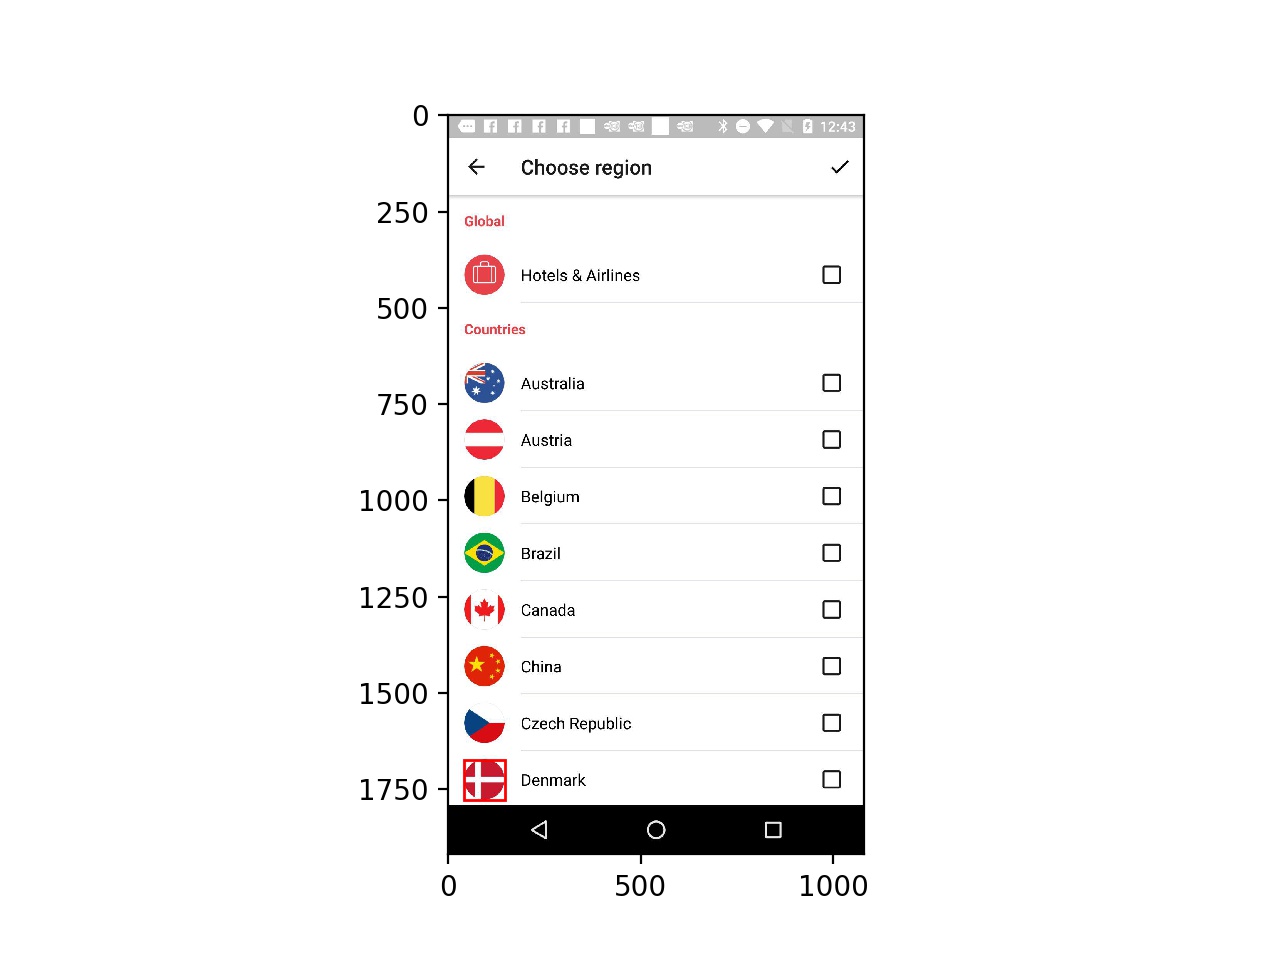 0
250
500
750
1000
1250
1500
1750
12:43
Choose region
Global
Hotels & Airlines
Countries
Australia
Austria
Belgium
Brazil
Canada
China
Czech Republic
Denmark
0 500 1000